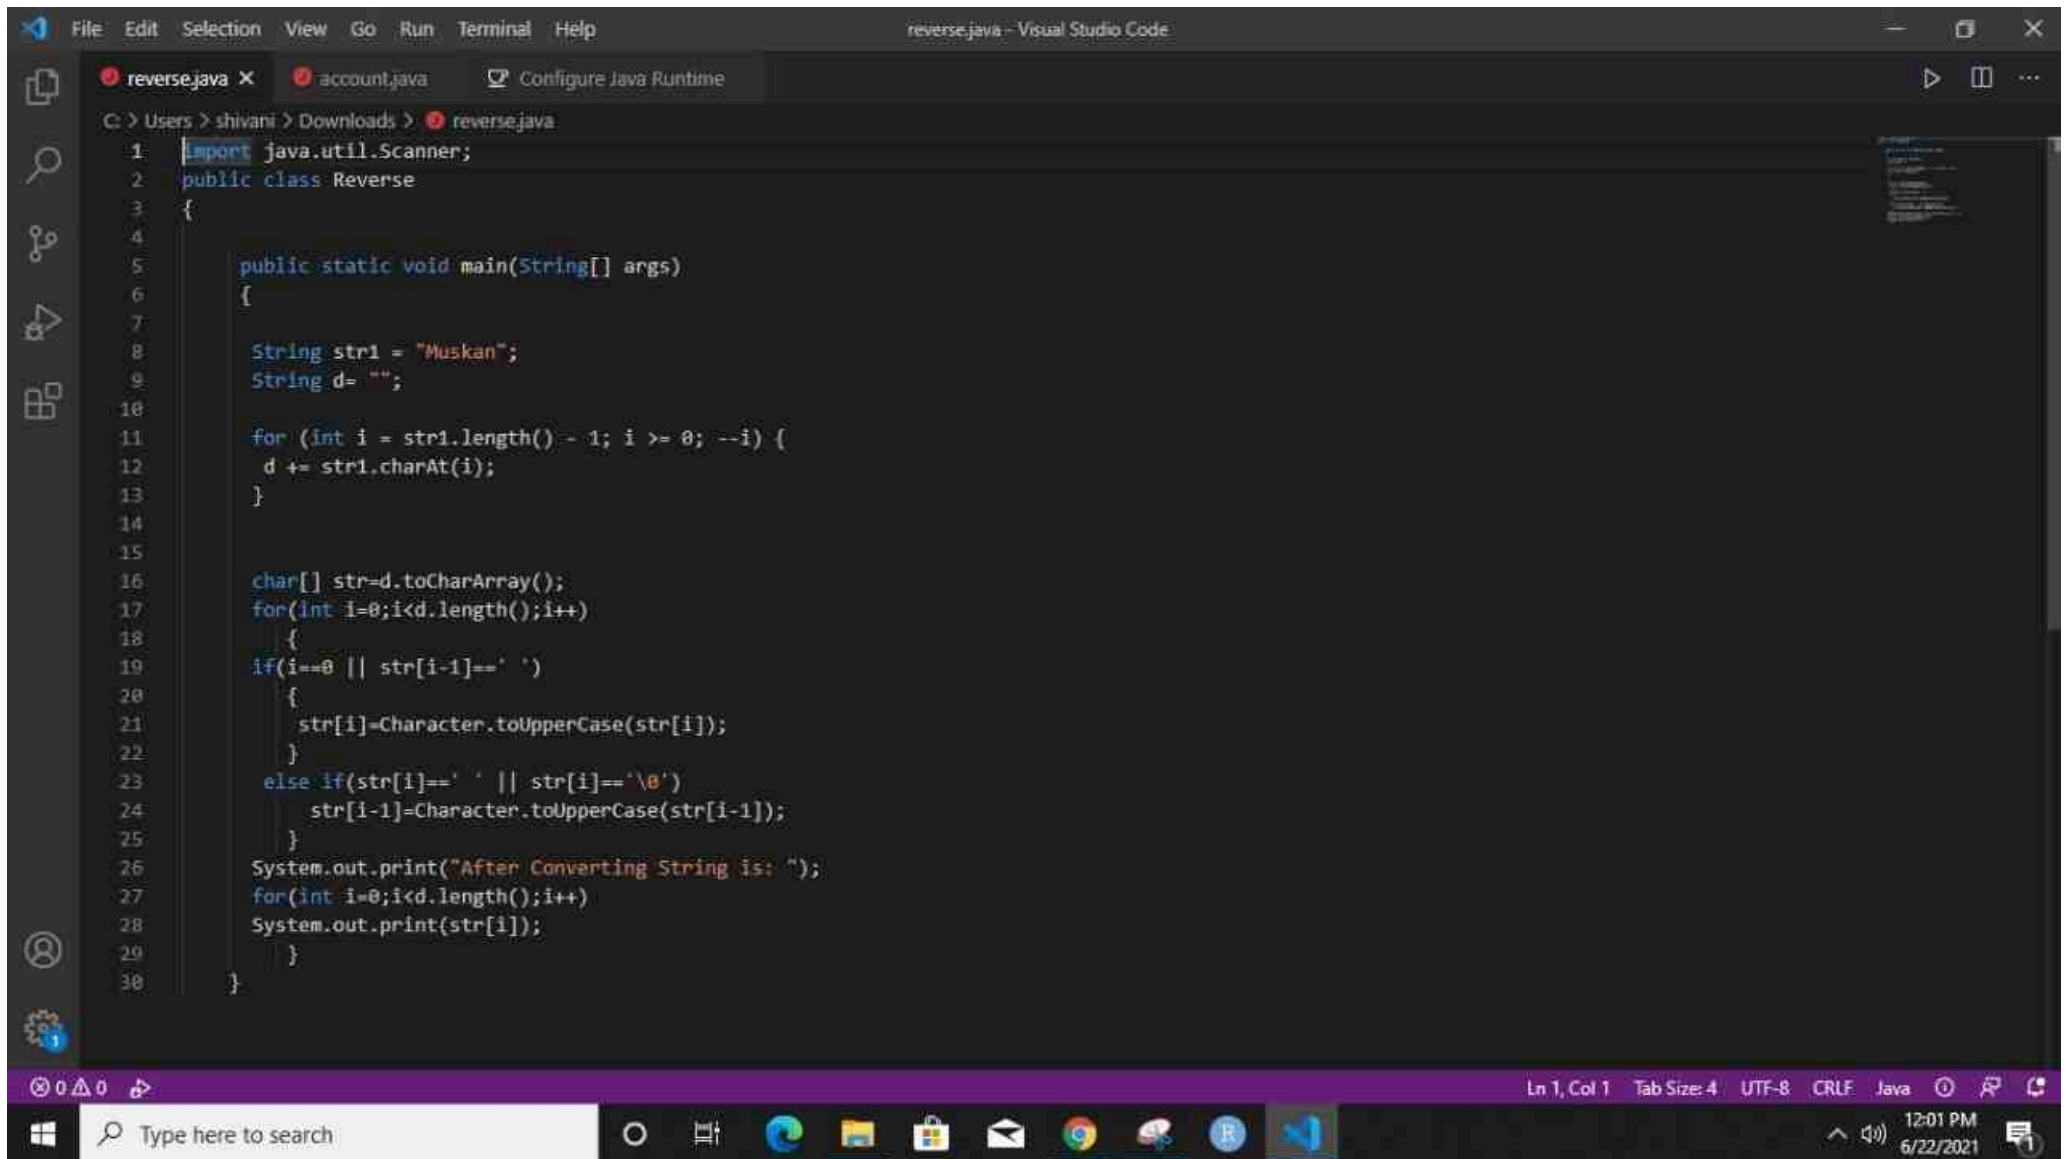 File Edit Selection View Go Run Terminal Help reverse.java - Visual Studio Code
reverse.java account.java Configure Java Runtime
C: > Users > shivani > Downloads > reverse.java
1 import java.util.Scanner;
2 public class Reverse
3 {
4
5 public static void main(String[] args)
6 {
7
8 String str1 = "Muskan";
9 String d= "";
10
11 for (int i = str1.length() - 1; i >= 0; --i) {
12 d += str1.charAt(i);
13 }
14
15
16 char[] str=d.toCharArray();
17 for(int i=0;i<d.length();i++)
18 {
19 if(i==0 || str[i-1]==' ')
20 {
21 str[i]=Character.toUpperCase(str[i]);
22 }
23 else if(str[i]==' ' || str[i]=='\0')
24 str[i-1]=Character.toUpperCase(str[i-1]);
25 }
26 System.out.print("After Converting String is: ");
27 for(int i=0;i<d.length();i++)
28 System.out.print(str[i]);
29 }
30 }
1
0 0 Ln 1, Col 1 Tab Size: 4 UTF-8 CRLF Java
Type here to search R 12:01 PM
6/22/2021 1